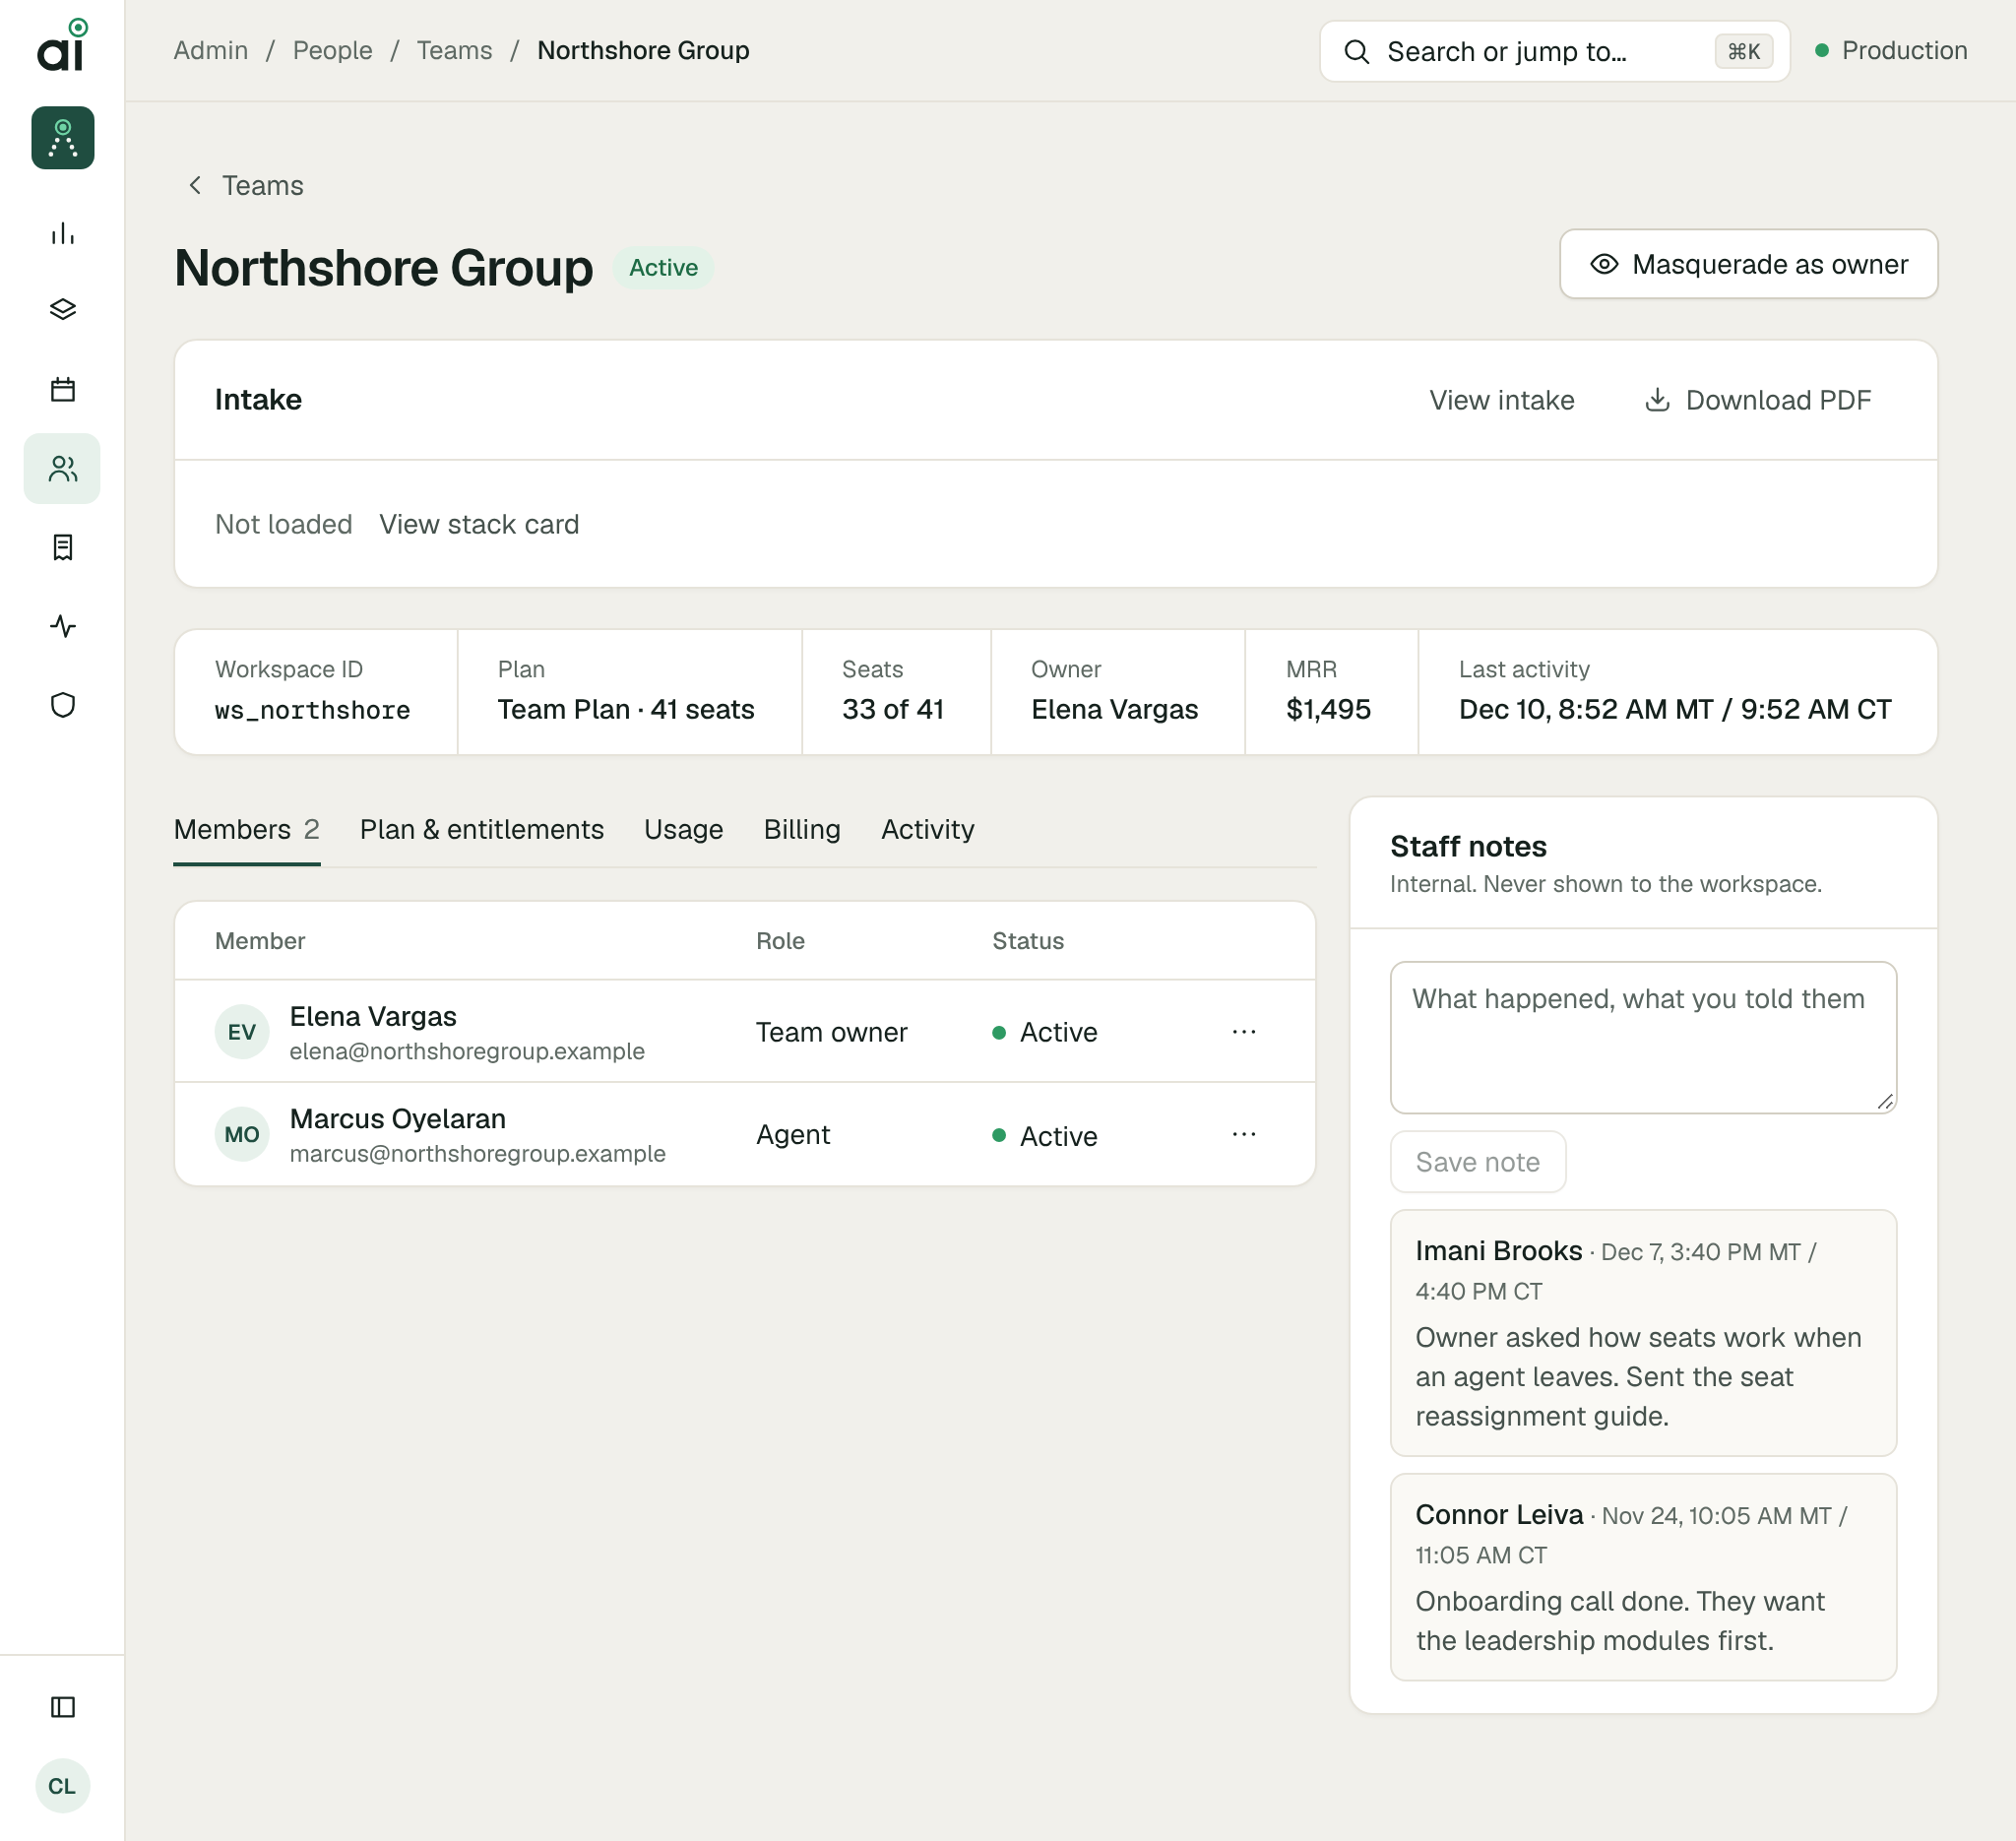 ai
Admin / People / Teams / Northshore Group
Search or jump to... ⌘K
Production
Teams
Northshore Group Active
Masquerade as owner
Intake
View intake
Download PDF
Not loaded View stack card
Workspace ID
ws_northshore
Plan
Team Plan · 41 seats
Seats
33 of 41
Owner
Elena Vargas
MRR
$1,495
Last activity
Dec 10, 8:52 AM MT / 9:52 AM CT
Members 2 Plan & entitlements Usage Billing Activity
Member Role Status
EV
Elena Vargas
elena@northshoregroup.example
Team owner
Active
MO
Marcus Oyelaran
marcus@northshoregroup.example
Agent
Active
Staff notes
Internal. Never shown to the workspace.
What happened, what you told them
Save note
Imani Brooks · Dec 7, 3:40 PM MT /
4:40 PM CT
Owner asked how seats work when
an agent leaves. Sent the seat
reassignment guide.
Connor Leiva · Nov 24, 10:05 AM MT /
11:05 AM CT
Onboarding call done. They want
the leadership modules first.
CL